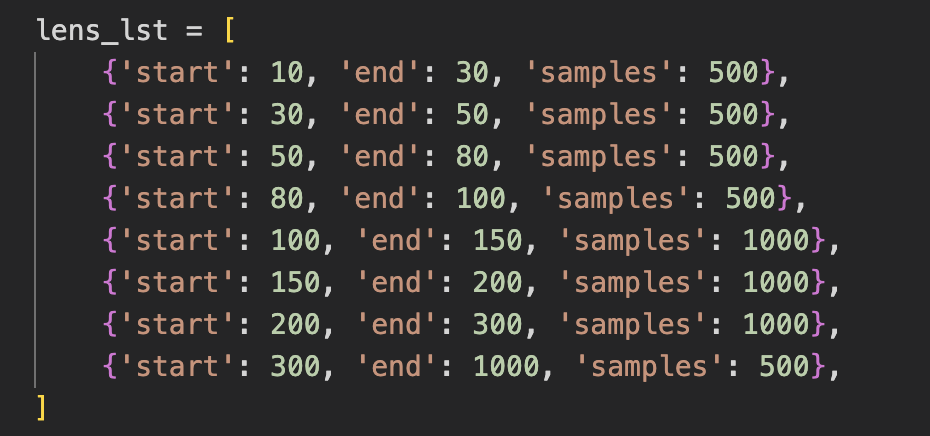 lens_lst = [
    {'start': 10, 'end': 30, 'samples': 500},
    {'start': 30, 'end': 50, 'samples': 500},
    {'start': 50, 'end': 80, 'samples': 500},
    {'start': 80, 'end': 100, 'samples': 500},
    {'start': 100, 'end': 150, 'samples': 1000},
    {'start': 150, 'end': 200, 'samples': 1000},
    {'start': 200, 'end': 300, 'samples': 1000},
    {'start': 300, 'end': 1000, 'samples': 500},
]